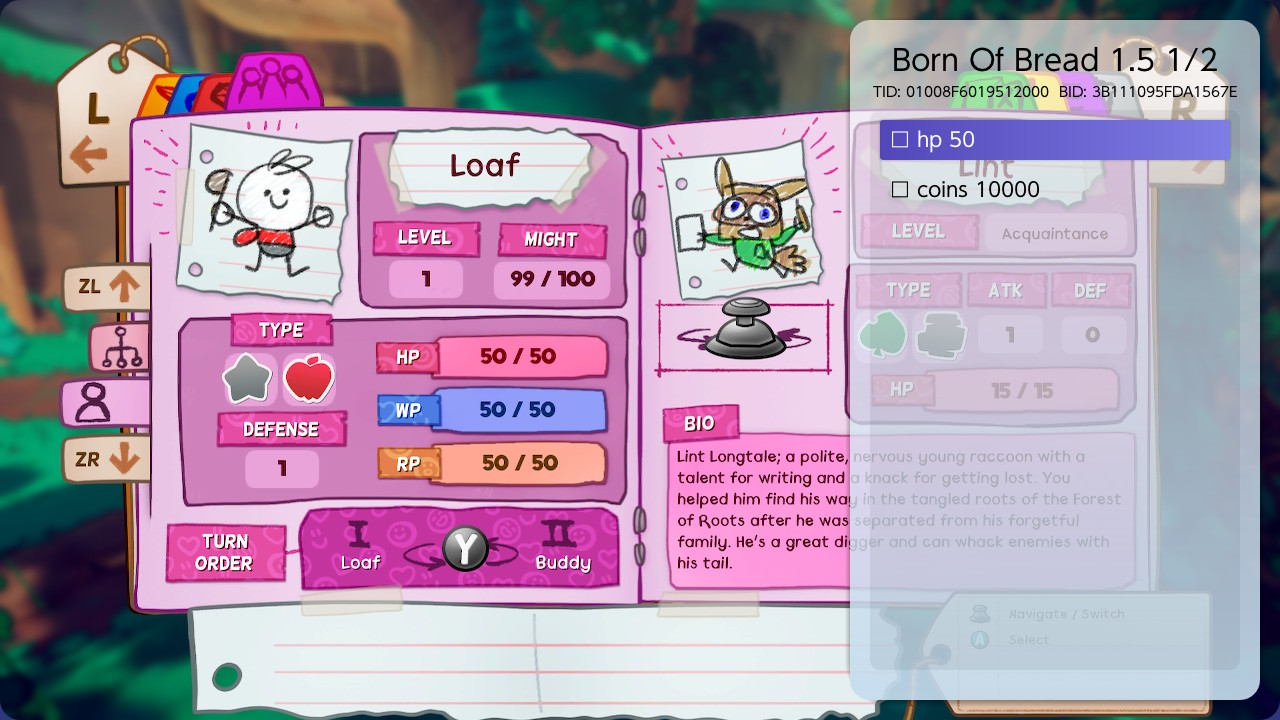 L
R
Born Of Bread 1.5 1/2
TID: 01008F6019512000 BID: 3B111095FDA1567E
☐ hp 50
☐ coins 10000
Loaf
LEVEL
MIGHT
1
99 / 100
Lint
LEVEL
Acquaintance
ZL
TYPE
HP
50 / 50
WP
50 / 50
DEFENSE
1
RP
50 / 50
ZR
TYPE
ATK
DEF
1
0
HP
15 / 15
BIO
Lint Longtale; a polite, nervous young raccoon with a
talent for writing and a knack for getting lost. You
helped him find his way in the tangled roots of the Forest
of Roots after he was separated from his forgetful
family. He's a great digger and can whack enemies with
his tail.
TURN
ORDER
I
Loaf
Y
II
Buddy
Navigate / Switch
A
Select